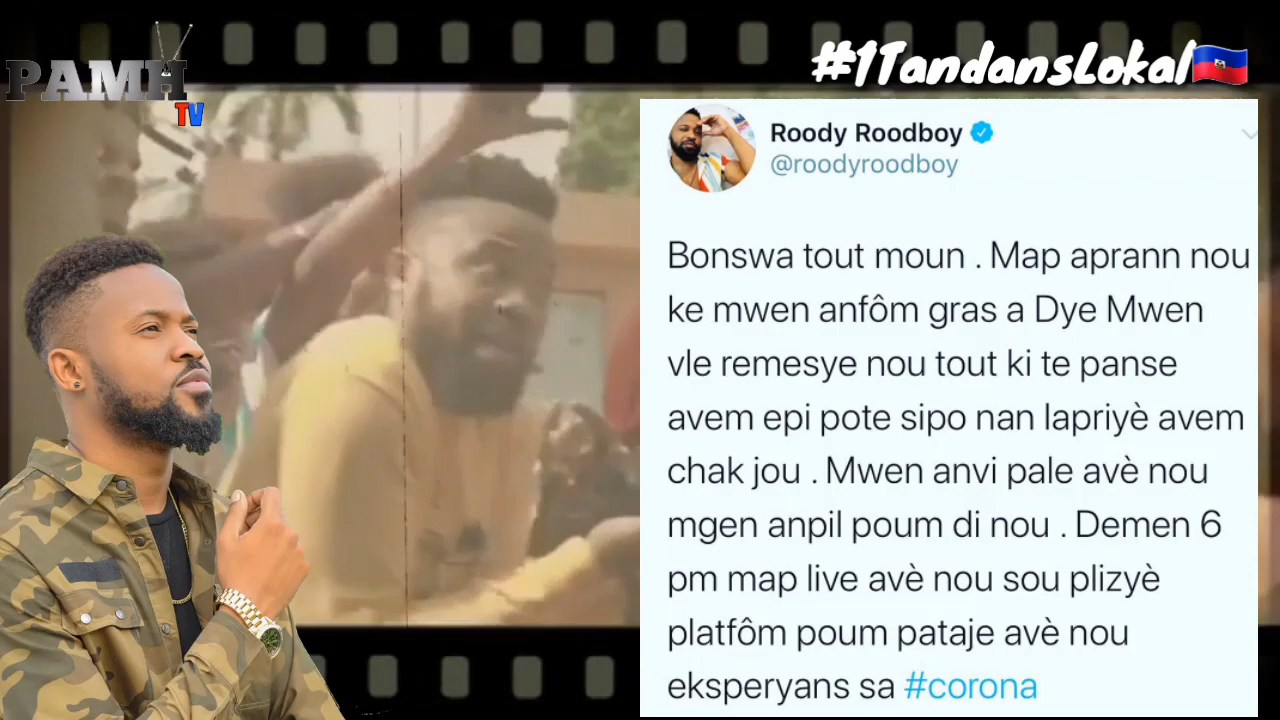 PAMH
TV
#1TandansLokal
Roody Roodboy
@roodyroodboy
Bonswa tout moun . Map aprann nou
ke mwen anfôm gras a Dye Mwen
vle remesye nou tout ki te panse
avem epi pote sipo nan lapriyè avem
chak jou . Mwen anvi pale avè nou
mgen anpil poum di nou . Demen 6
pm map live avè nou sou plizyè
platfôm poum pataje avè nou
eksperyans sa #corona